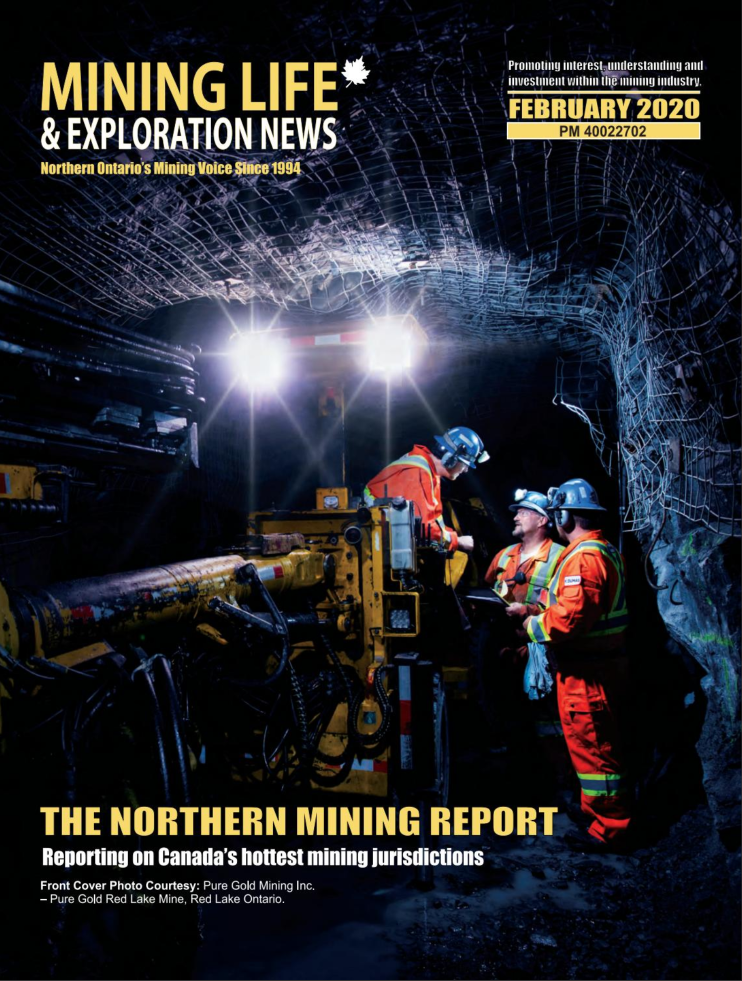 MINING LIFE
& EXPLORATION NEWS
Northern Ontario's Mining Voice Since 1994
Promoting interest, understanding and
investment within the mining industry.
FEBRUARY 2020
PM 40022702
THE NORTHERN MINING REPORT
Reporting on Canada's hottest mining jurisdictions
Front Cover Photo Courtesy: Pure Gold Mining Inc.
– Pure Gold Red Lake Mine, Red Lake Ontario.